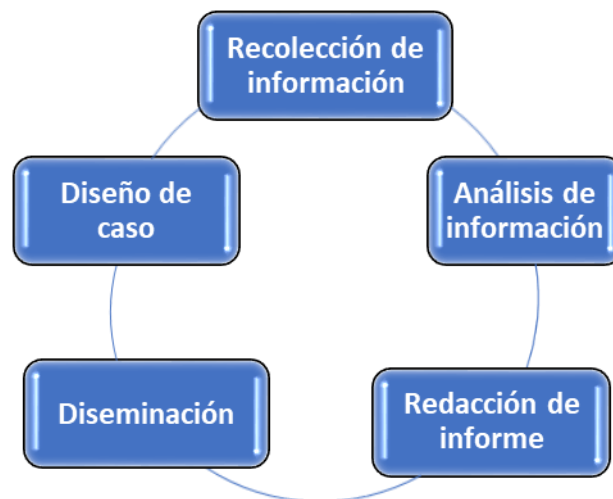 Recolección de
información
Diseño de
caso
Análisis de
información
Diseminación
Redacción de
informe